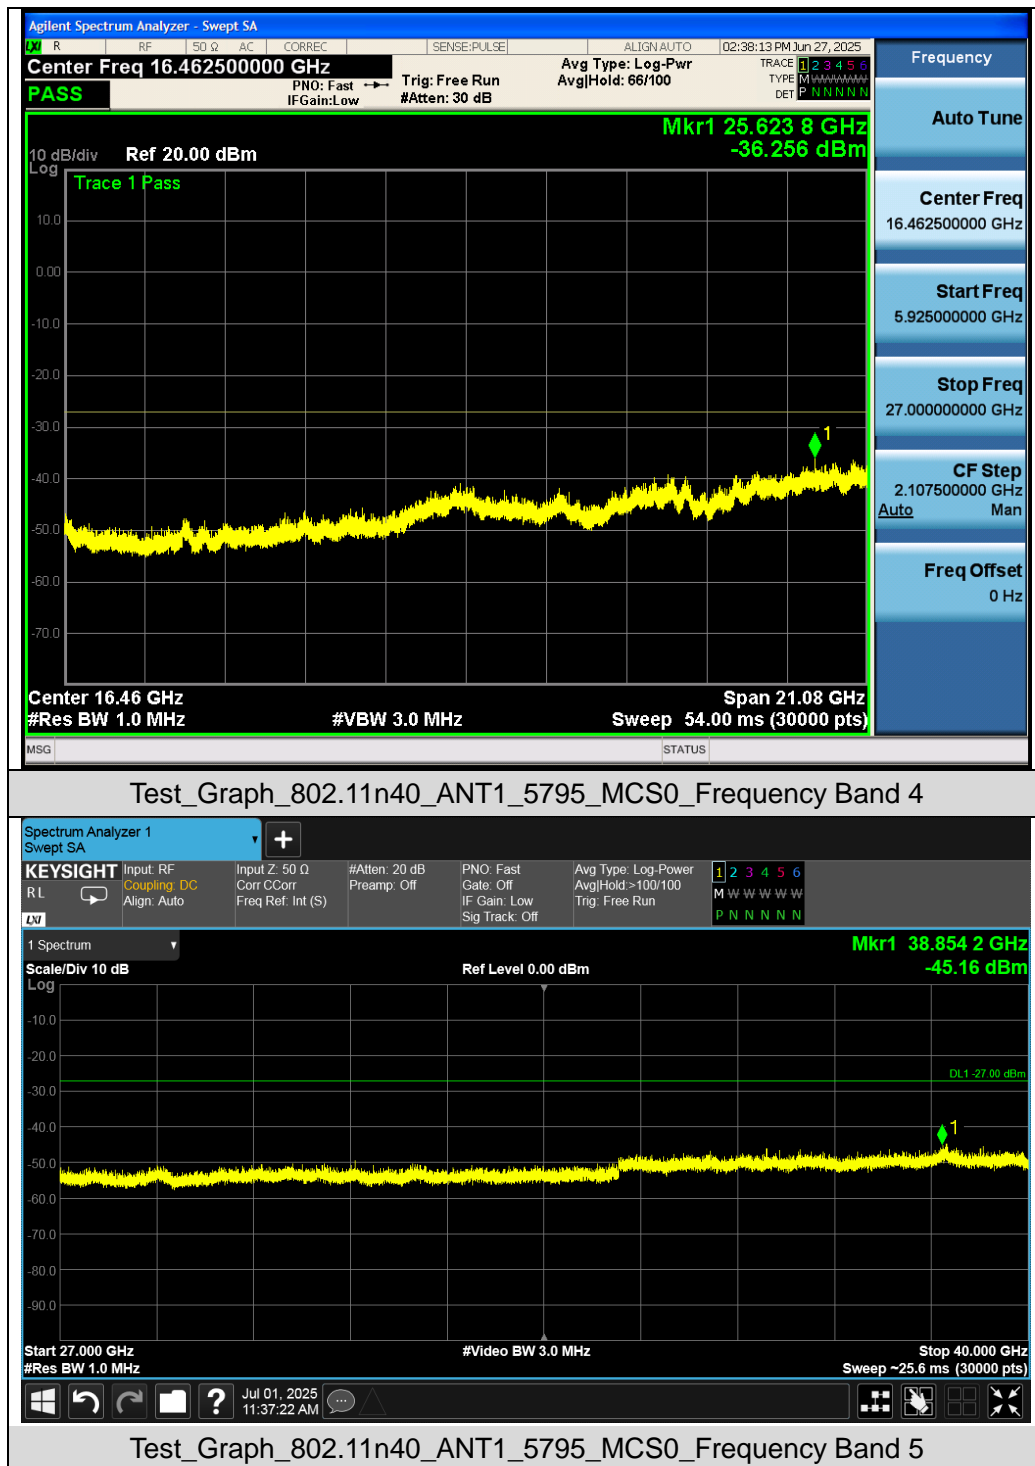 Agilent Spectrum Analyzer - Swept SA
LXI R RF 50 Ω AC CORREC SENSE:PULSE ALIGN AUTO 02:38:13 PM Jun 27, 2025
Center Freq 16.462500000 GHz
PASS
PNO: Fast
IFGain:Low
Trig: Free Run
#Atten: 30 dB
Avg Type: Log-Pwr
Avg|Hold: 66/100
TRACE 1 2 3 4 5 6
TYPE M W W W W W
DET P N N N N N
Mkr1 25.623 8 GHz
-36.256 dBm
10 dB/div Ref 20.00 dBm
Log
Trace 1 Pass
10.0
0.00
-10.0
-20.0
-30.0
-40.0
-50.0
-60.0
-70.0
1
Center 16.46 GHz Span 21.08 GHz
#Res BW 1.0 MHz #VBW 3.0 MHz Sweep 54.00 ms (30000 pts)
MSG STATUS
Frequency
Auto Tune
Center Freq
16.462500000 GHz
Start Freq
5.925000000 GHz
Stop Freq
27.000000000 GHz
CF Step
2.107500000 GHz
Auto Man
Freq Offset
0 Hz
Test_Graph_802.11n40_ANT1_5795_MCS0_Frequency Band 4
Spectrum Analyzer 1
Swept SA
KEYSIGHT
R L
LXI
Input: RF
Coupling: DC
Align: Auto
Input Z: 50 Ω
Corr CCorr
Freq Ref: Int (S)
#Atten: 20 dB
Preamp: Off
PNO: Fast
Gate: Off
IF Gain: Low
Sig Track: Off
Avg Type: Log-Power
Avg|Hold:>100/100
Trig: Free Run
1 2 3 4 5 6
M W W W W W
P N N N N N
1 Spectrum
Mkr1 38.854 2 GHz
Scale/Div 10 dB Ref Level 0.00 dBm -45.16 dBm
Log
-10.0
-20.0
DL1 -27.00 dBm
-30.0
-40.0
-50.0
-60.0
-70.0
-80.0
-90.0
1
Start 27.000 GHz #Video BW 3.0 MHz Stop 40.000 GHz
#Res BW 1.0 MHz Sweep ~25.6 ms (30000 pts)
Jul 01, 2025
11:37:22 AM
Test_Graph_802.11n40_ANT1_5795_MCS0_Frequency Band 5